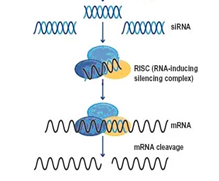 siRNA
RISC (RNA-inducing
silencing complex)
mRNA
mRNA cleavage